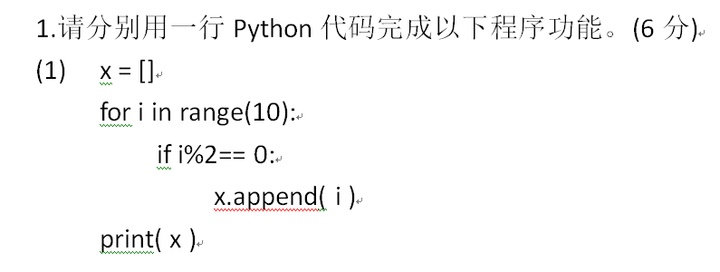 1.请分别用一行 Python 代码完成以下程序功能。(6 分)
(1) x = []
for i in range(10):
if i%2== 0:
x.append( i )
print( x )